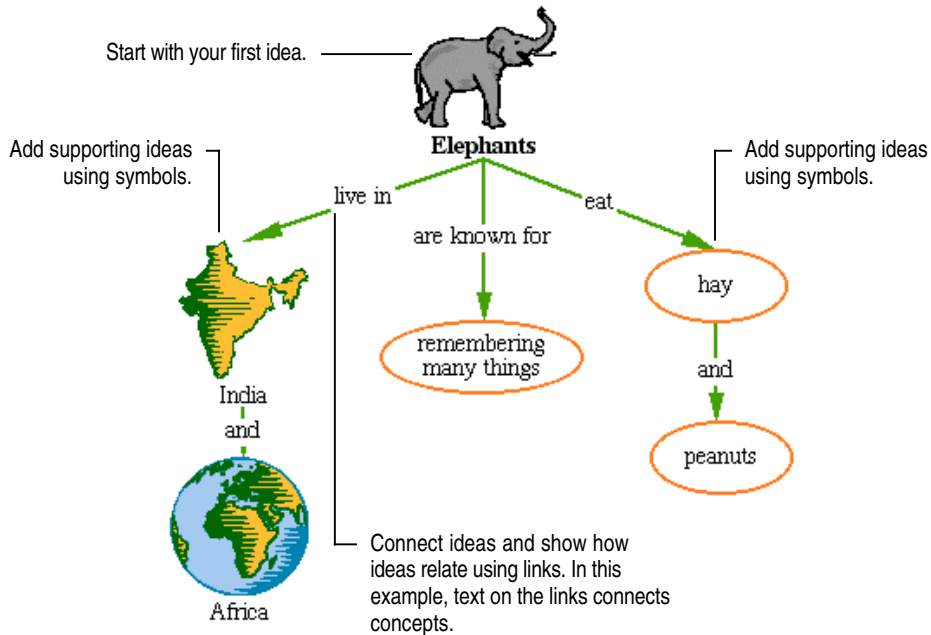 Start with your first idea.
Elephants
Add supporting ideas
using symbols.
Add supporting ideas
using symbols.
live in
are known for
eat
India
and
Africa
remembering
many things
hay
and
peanuts
Connect ideas and show how
ideas relate using links. In this
example, text on the links connects
concepts.